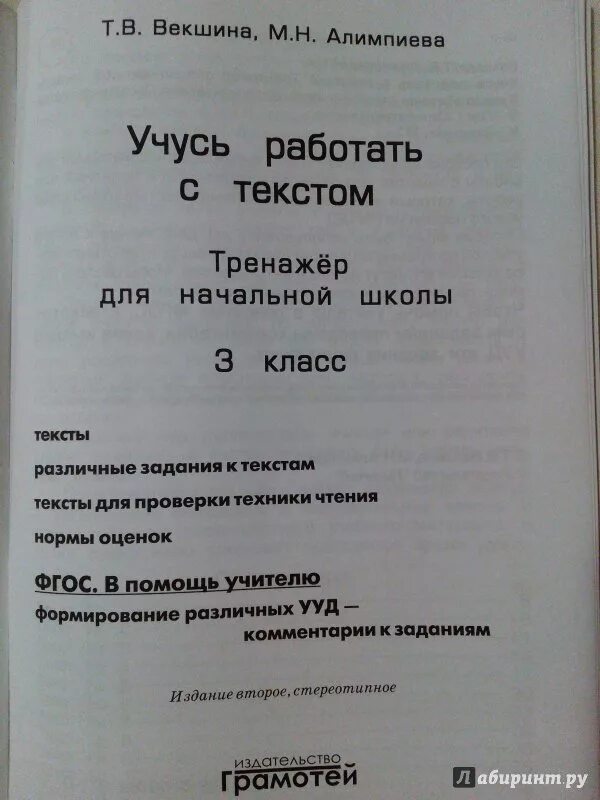 Т.В. Векшина, М.Н. Алимпиева
Учусь работать
с текстом
Тренажёр
для начальной школы
3 класс
тексты
различные задания к текстам
тексты для проверки техники чтения
нормы оценок
ФГОС. В помощь учителю
формирование различных УУД —
комментарии к заданиям
Издание второе, стереотипное
издательство
Грамотей
Лабиринт.ру